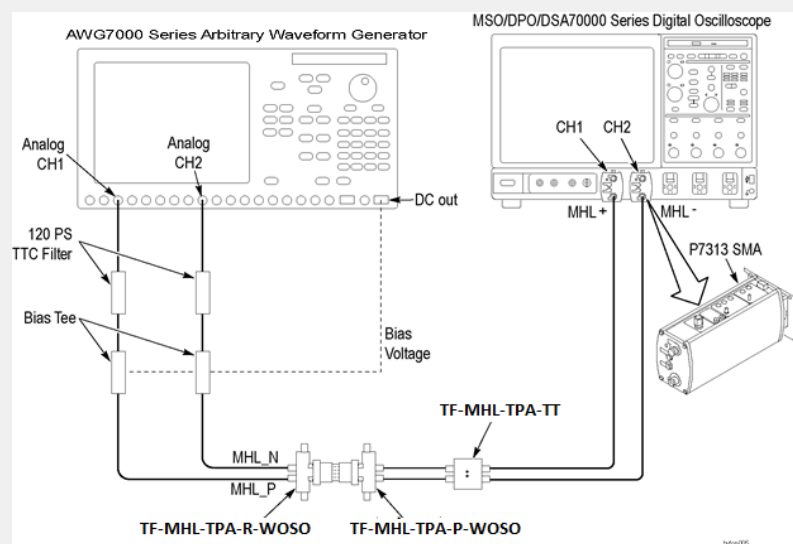 MSO/DPO/DSA70000 Series Digital Oscilloscope
AWG7000 Series Arbitrary Waveform Generator
Analog
CH1
Analog
CH2
CH1
CH2
DC out
MHL +
MHL -
P7313 SMA
120 PS
TTC Filter
Bias Tee
Bias
Voltage
TF-MHL-TPA-TT
MHL_N
MHL_P
TF-MHL-TPA-R-WOSO
TF-MHL-TPA-P-WOSO